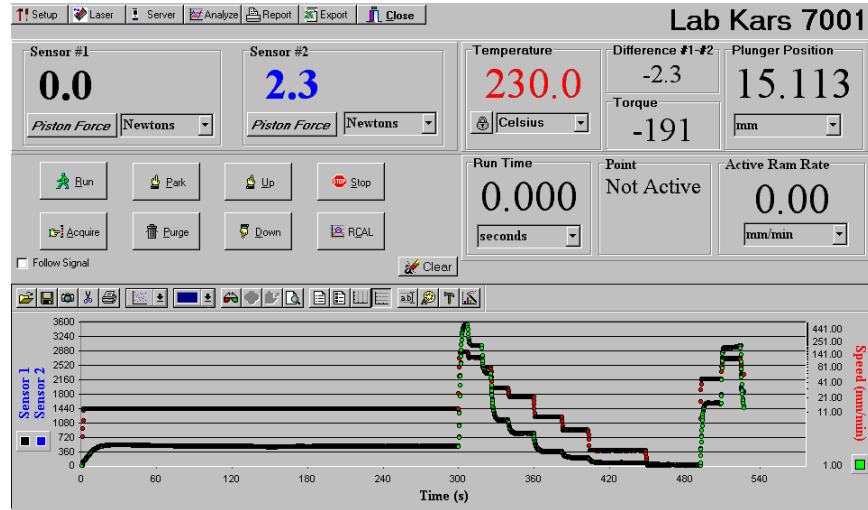 Setup Laser Server Analyze Report Export Close
Lab Kars 7001
Sensor #1
0.0
Piston Force Newtons
Sensor #2
2.3
Piston Force Newtons
Temperature
230.0
Celsius
Difference #1-#2
-2.3
Torque
-191
Plunger Position
15.113
mm
Run Park Up Stop
Acquire Purge Down RCAL
Follow Signal
Clear
Run Time
0.000
seconds
Point
Not Active
Active Ram Rate
0.00
mm/min
Sensor 1
Sensor 2
3600
3240
2880
2520
2160
1800
1440
1080
720
360
0
0 60 120 180 240 300 360 420 480 540
Time (s)
441.00
251.00
141.00
81.00
41.00
21.00
11.00
1.00
Speed (mm/min)